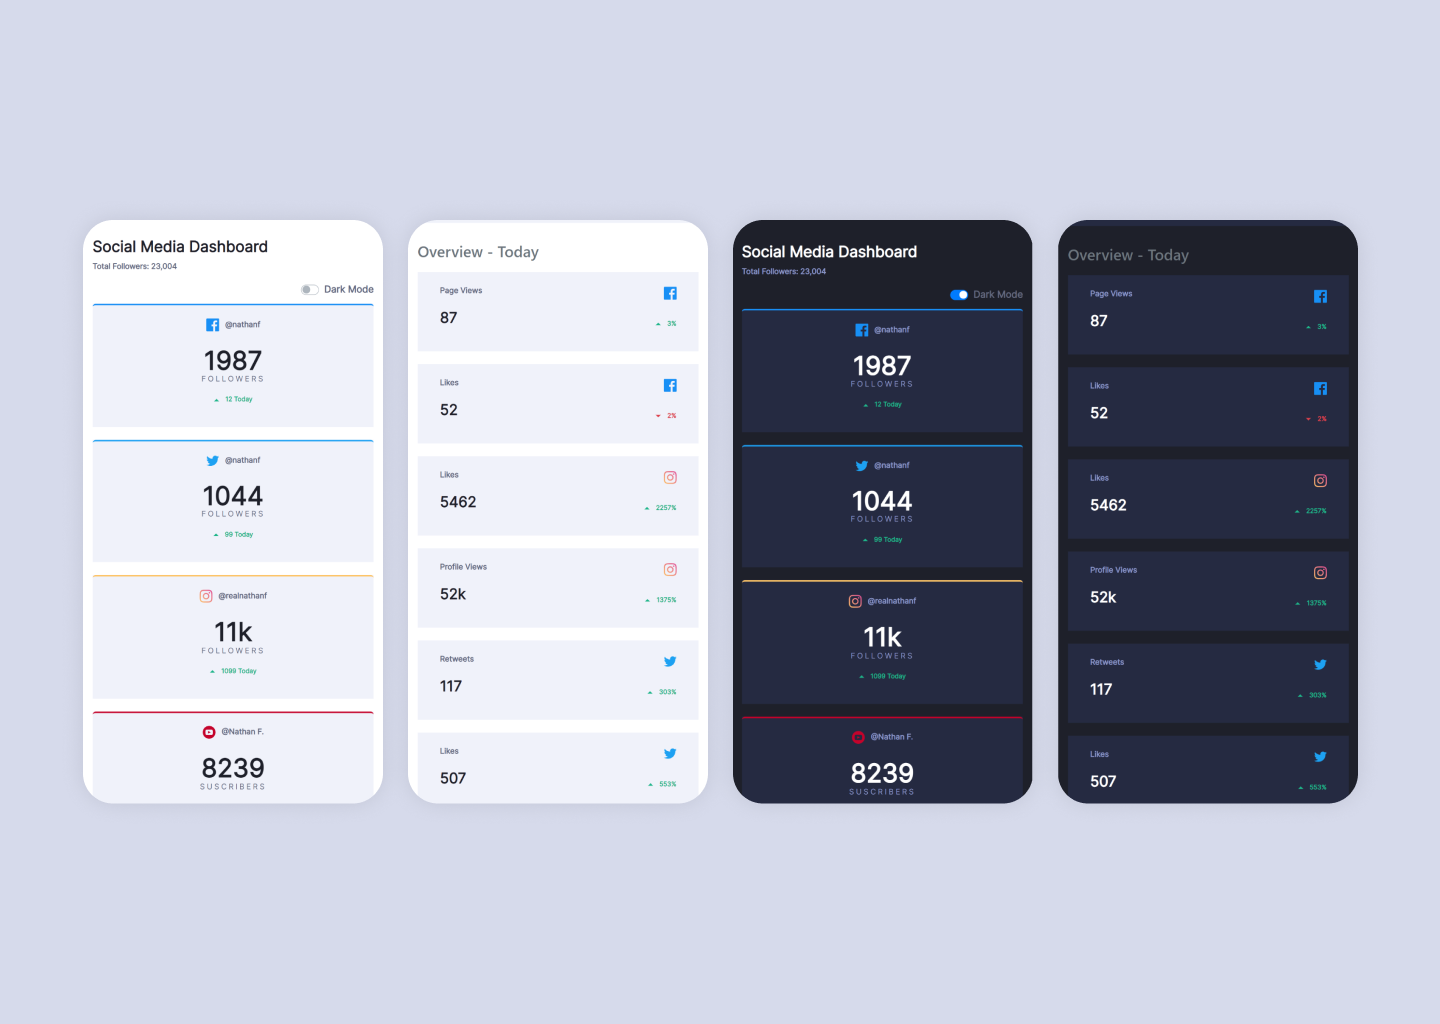 Social Media Dashboard
Total Followers: 23,004
Dark Mode
@nathanf
1987
FOLLOWERS
12 Today
@nathanf
1044
FOLLOWERS
99 Today
@realnathanf
11k
FOLLOWERS
1099 Today
@Nathan F.
8239
SUSCRIBERS
Overview - Today
Page Views
87
3%
Likes
52
2%
Likes
5462
2257%
Profile Views
52k
1375%
Retweets
117
303%
Likes
507
553%
Social Media Dashboard
Total Followers: 23,004
Dark Mode
@nathanf
1987
FOLLOWERS
12 Today
@nathanf
1044
FOLLOWERS
99 Today
@realnathanf
11k
FOLLOWERS
1099 Today
@Nathan F.
8239
SUSCRIBERS
Overview - Today
Page Views
87
3%
Likes
52
2%
Likes
5462
2257%
Profile Views
52k
1375%
Retweets
117
303%
Likes
507
553%